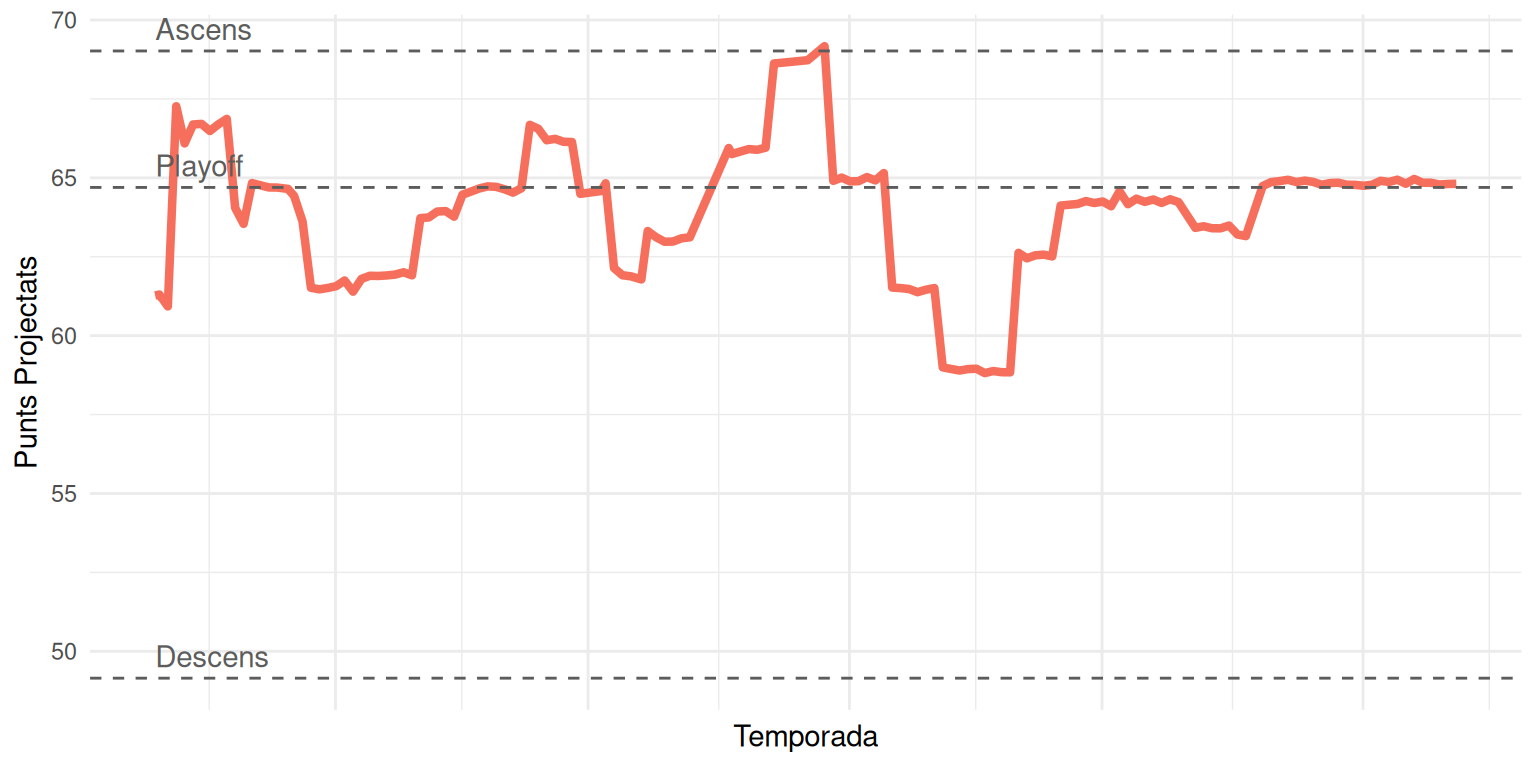 70
Ascens
Playoff
65
60
55
50
Descens
Punts Projectats
Temporada